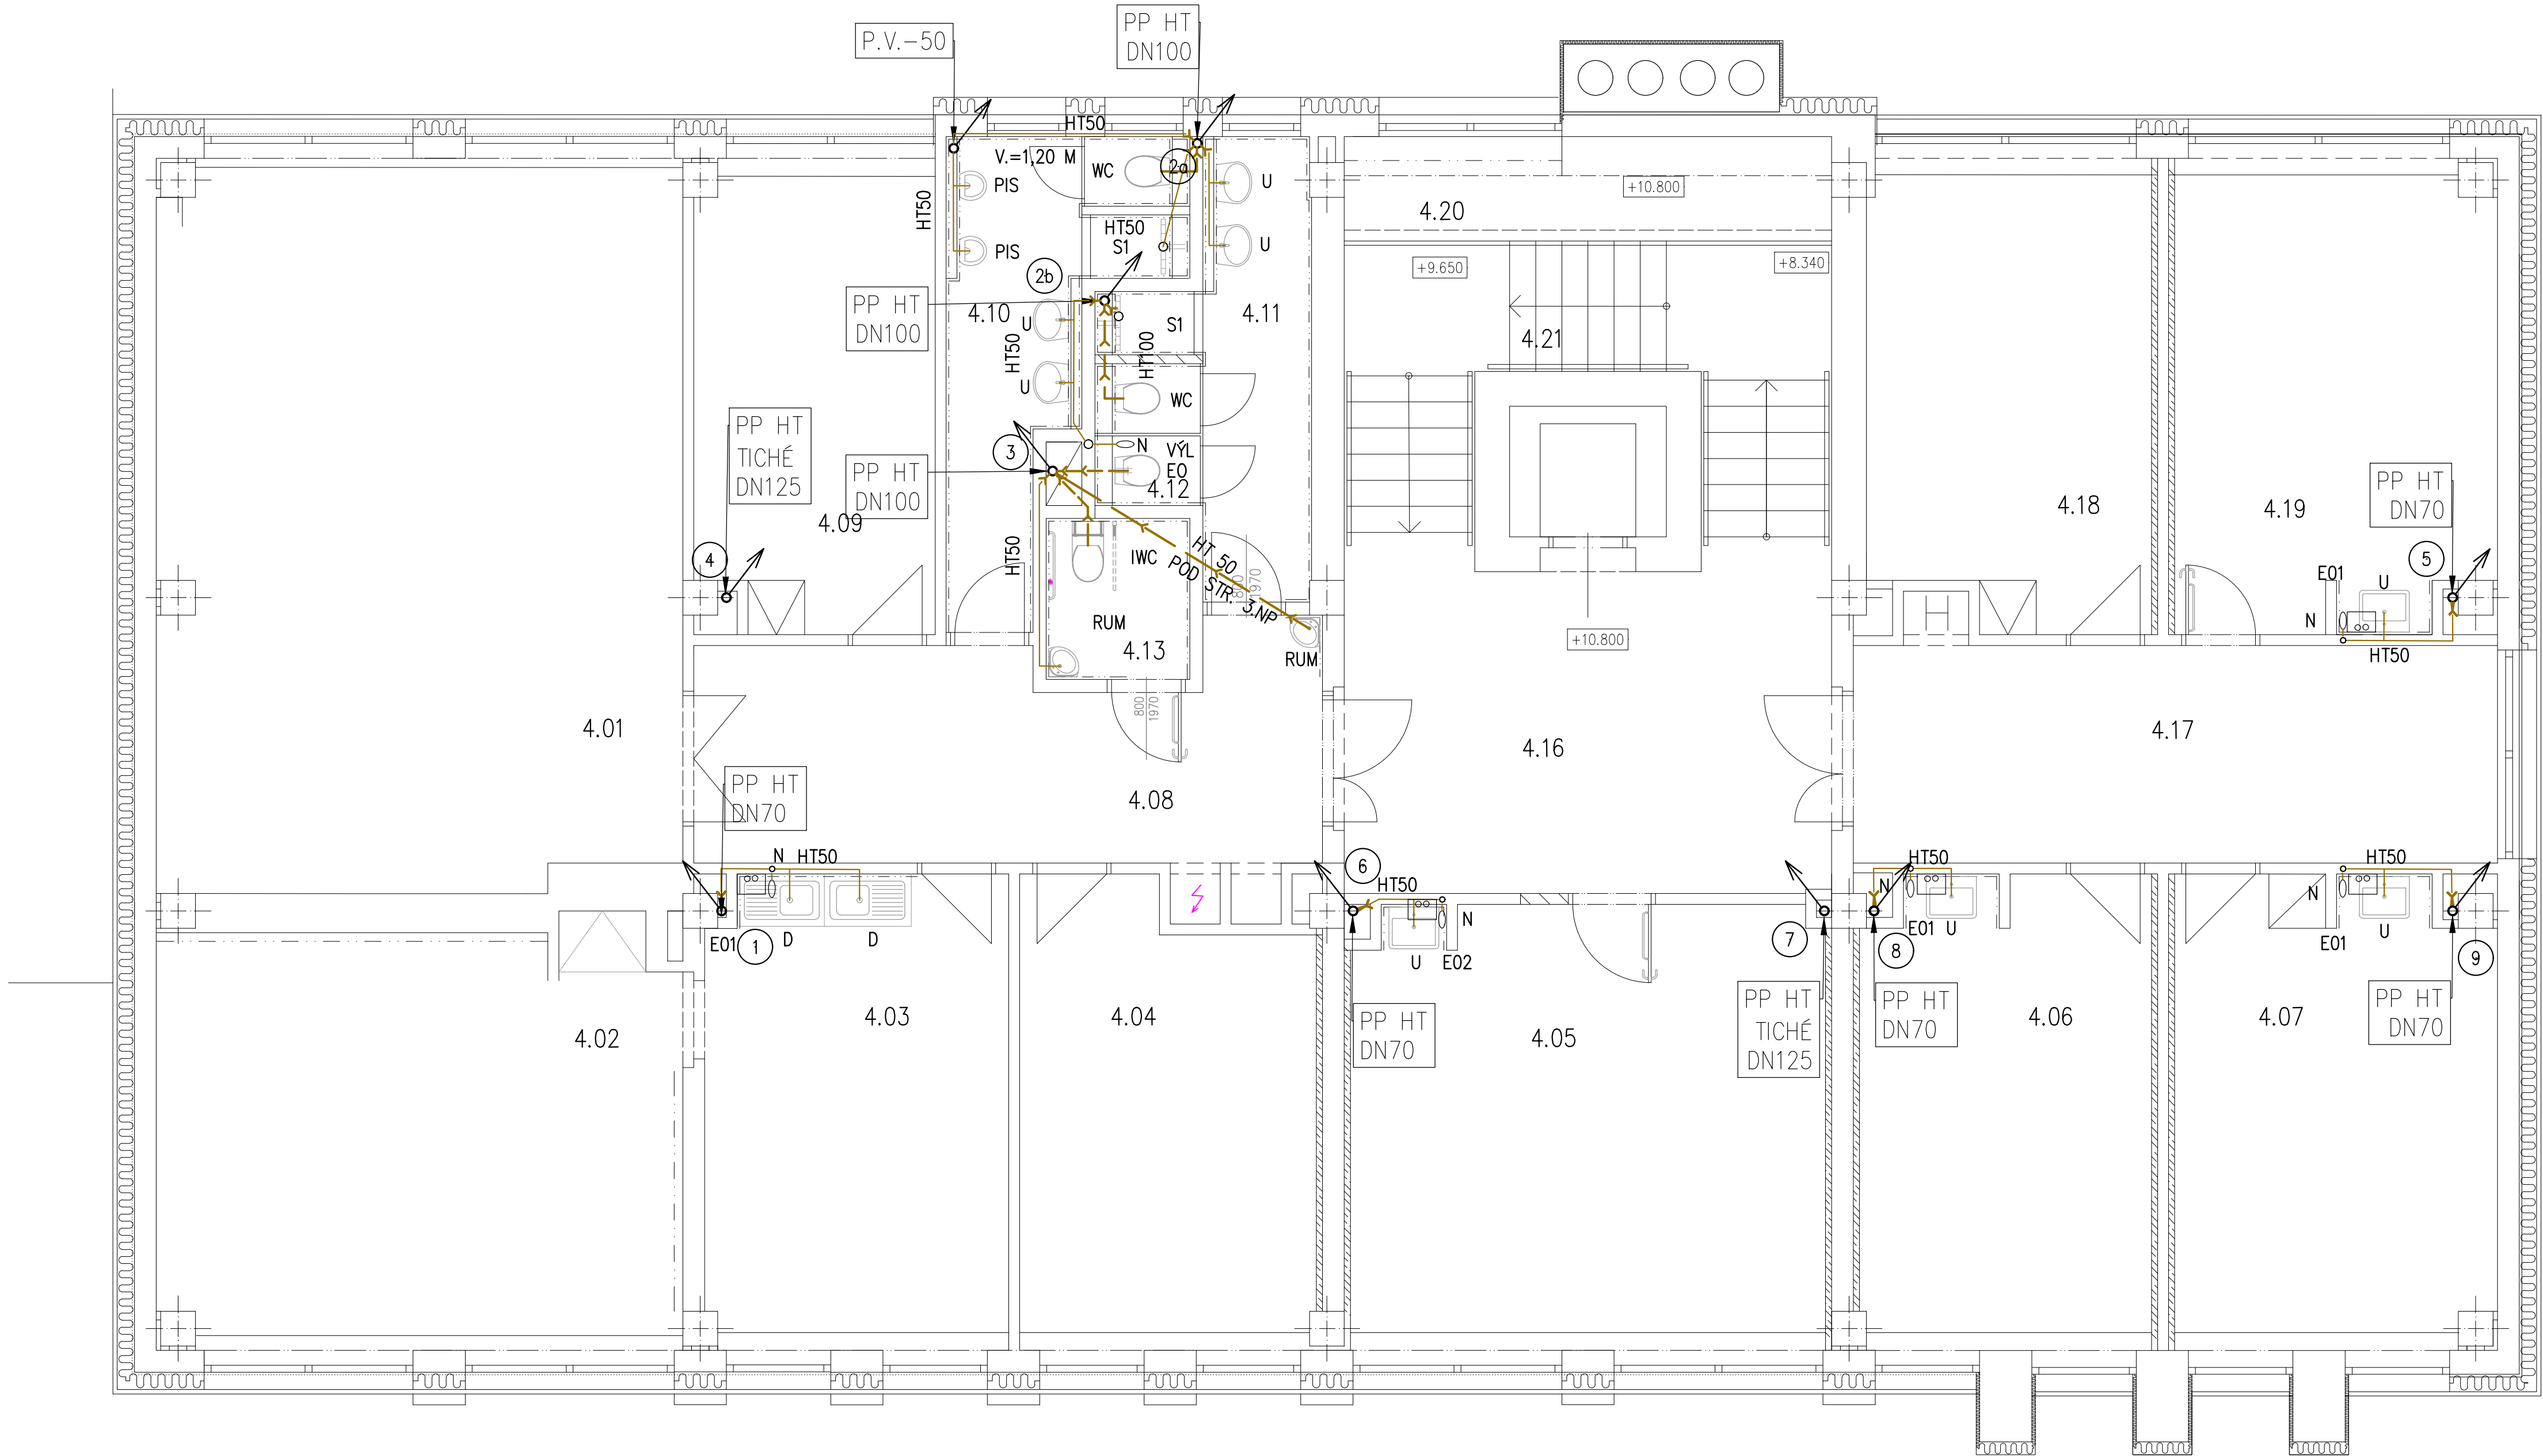 PP HT
DN100
P.V.-50
HT50
V.=1,20 M
WC
2a
PIS
U
HT50
+10.800
4.20
HT50
S1
PIS
U
+9.650
+8.340
2b
PP HT
DN100
4.10
U
S1
4.11
4.21
HT50
HT100
U
WC
PP HT
TICHÉ
DN125
3
N
VÝL
EO
4.12
PP HT
DN100
4.09
PP HT
DN70
4.18
4.19
4
HT50
IWC
HT 50
POD STR. 3.NP
800
1970
5
E01
U
N
HT50
RUM
4.13
RUM
+10.800
800
1970
4.01
4.16
4.17
PP HT
DN70
4.08
N
HT50
6
HT50
N
HT50
N
HT50
N
E01
1
D
D
U
E02
7
8
E01
U
E01
U
9
4.02
4.03
4.04
PP HT
DN70
4.05
PP HT
TICHÉ
DN125
PP HT
DN70
4.06
4.07
PP HT
DN70